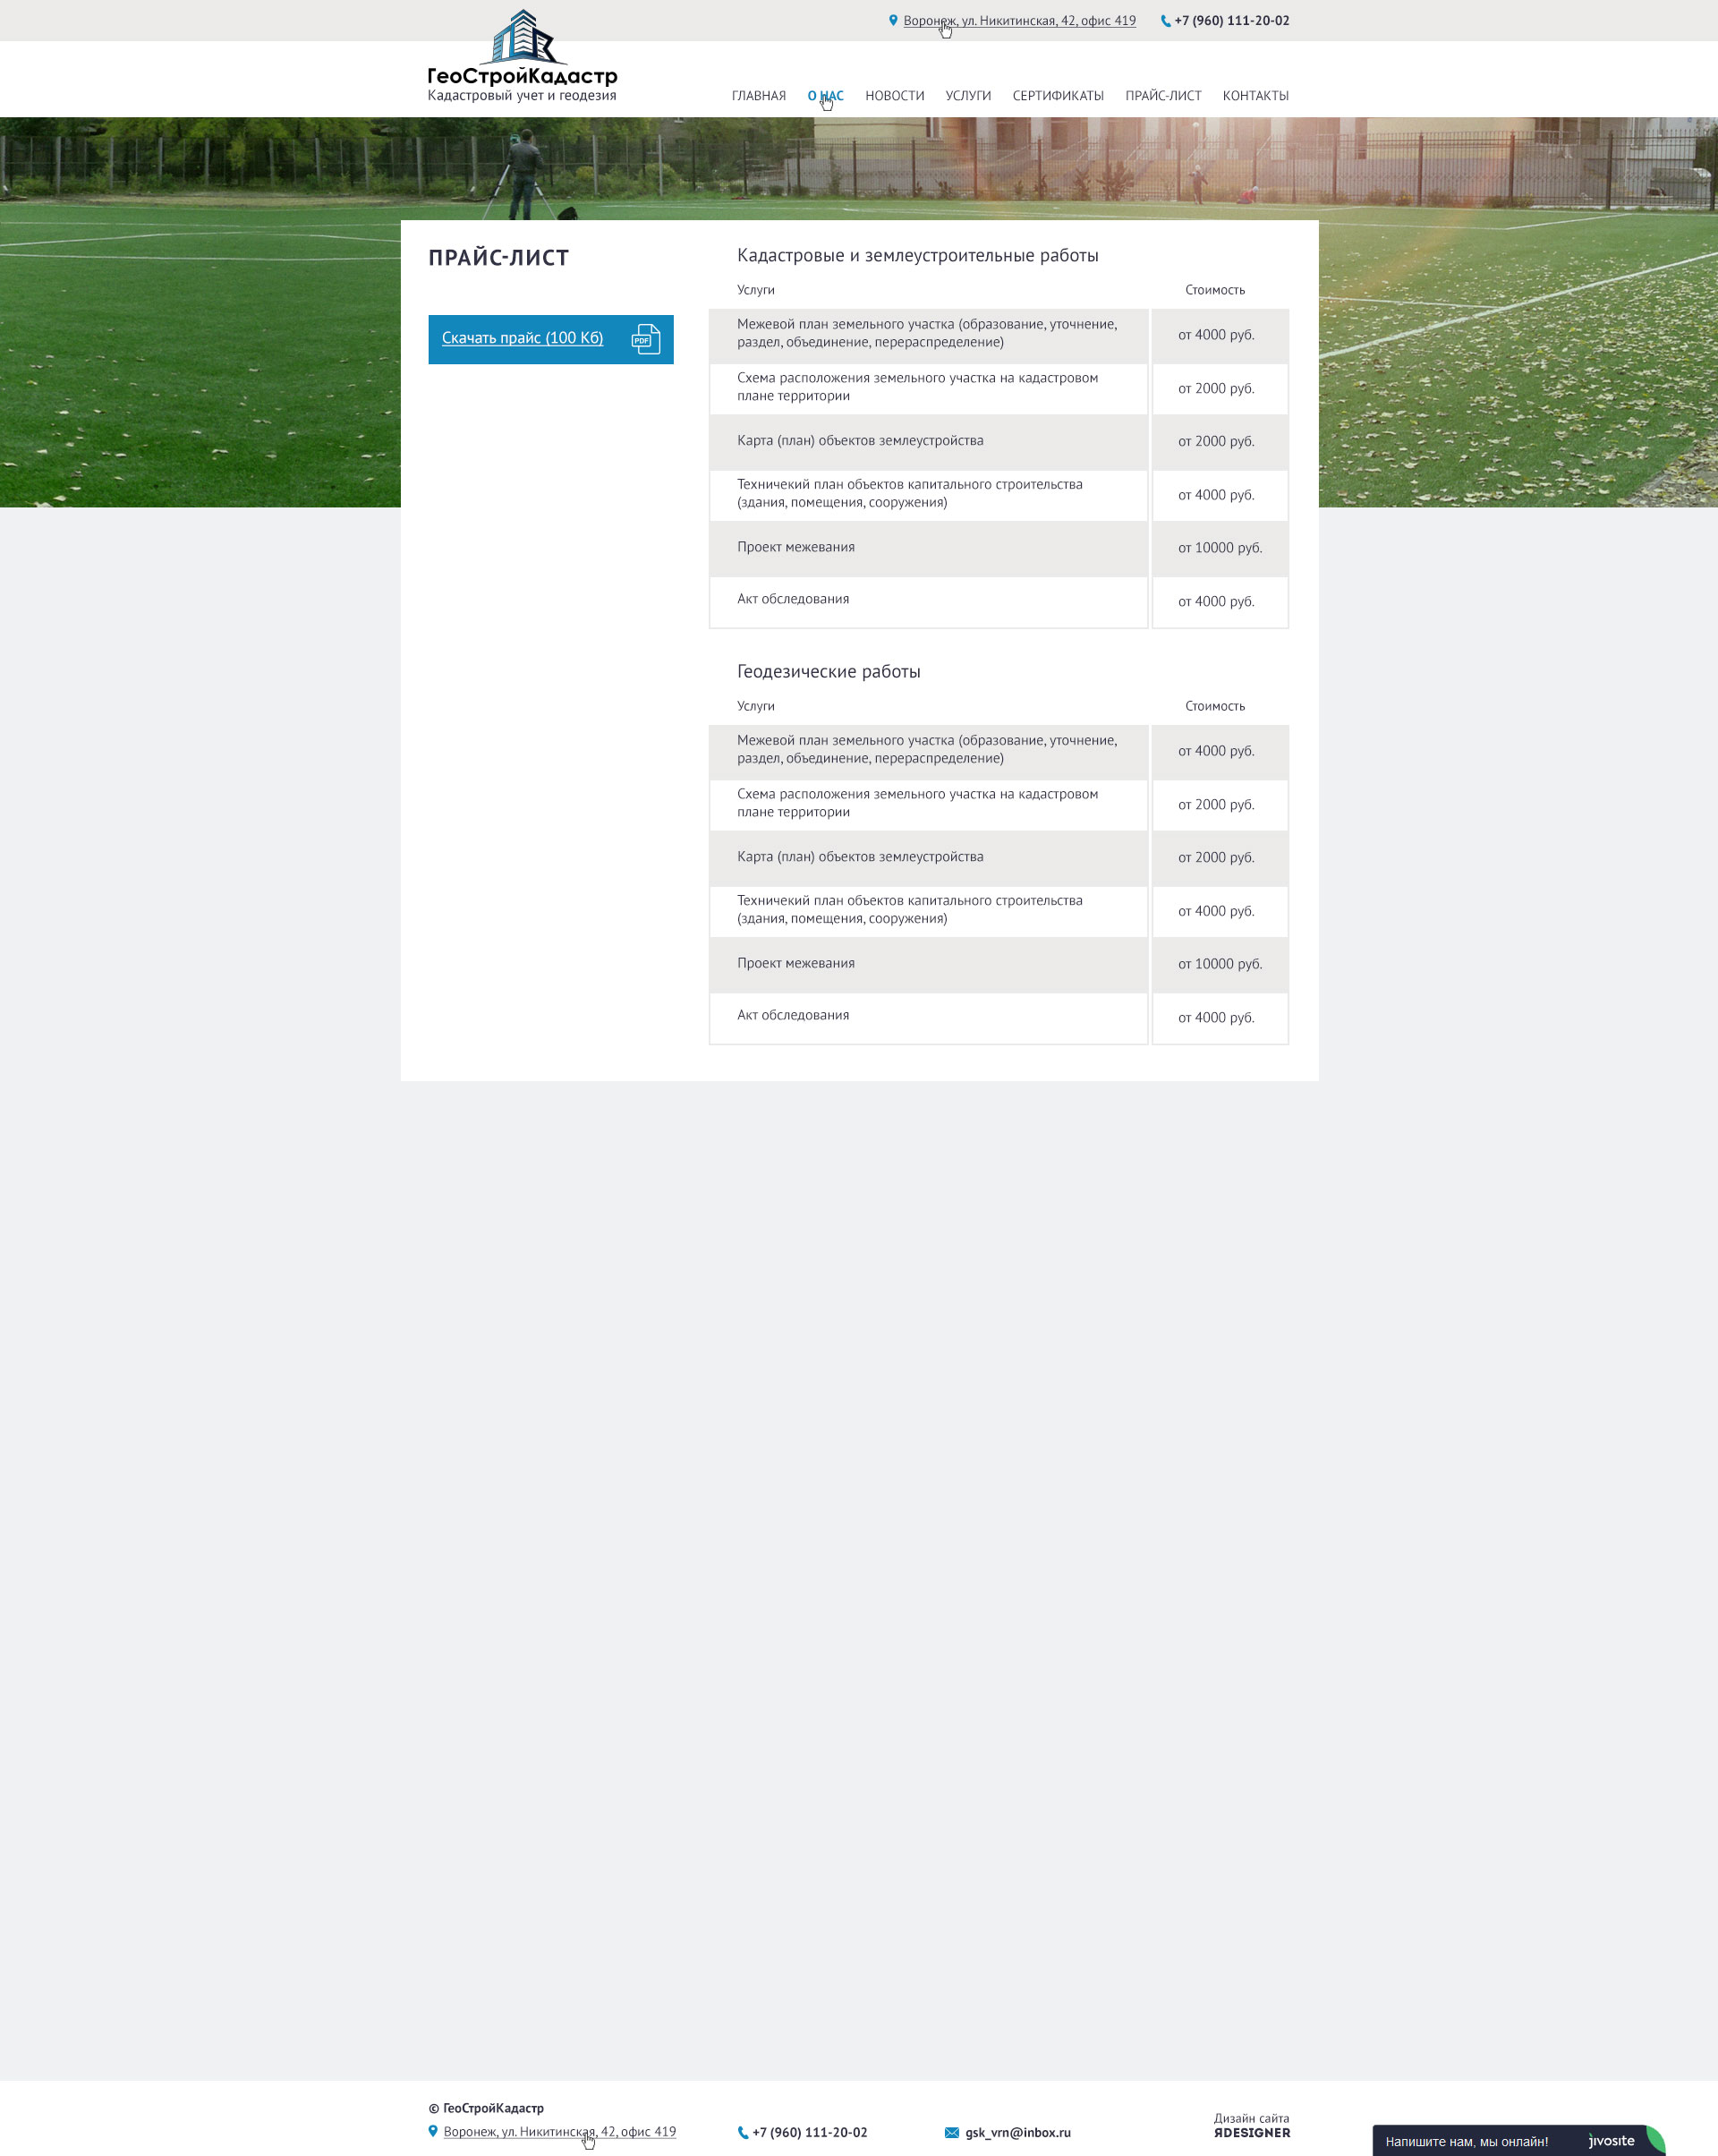 Воронеж, ул. Никитинская, 42, офис 419
+7 (960) 111-20-02
ГеоСтройКадастр
Кадастровый учет и геодезия
ГЛАВНАЯ О НАС НОВОСТИ УСЛУГИ СЕРТИФИКАТЫ ПРАЙС-ЛИСТ КОНТАКТЫ
ПРАЙС-ЛИСТ
Скачать прайс (100 Кб)
PDF
Кадастровые и землеустроительные работы
Услуги Стоимость
Межевой план земельного участка (образование, уточнение,
раздел, объединение, перераспределение)
от 4000 руб.
Схема расположения земельного участка на кадастровом
плане территории
от 2000 руб.
Карта (план) объектов землеустройства
от 2000 руб.
Техничекий план объектов капитального строительства
(здания, помещения, сооружения)
от 4000 руб.
Проект межевания
от 10000 руб.
Акт обследования
от 4000 руб.
Геодезические работы
Услуги Стоимость
Межевой план земельного участка (образование, уточнение,
раздел, объединение, перераспределение)
от 4000 руб.
Схема расположения земельного участка на кадастровом
плане территории
от 2000 руб.
Карта (план) объектов землеустройства
от 2000 руб.
Техничекий план объектов капитального строительства
(здания, помещения, сооружения)
от 4000 руб.
Проект межевания
от 10000 руб.
Акт обследования
от 4000 руб.
© ГеоСтройКадастр
Воронеж, ул. Никитинская, 42, офис 419
+7 (960) 111-20-02
gsk_vrn@inbox.ru
Дизайн сайта
ЯDESIGNER
Напишите нам, мы онлайн!
jivosite